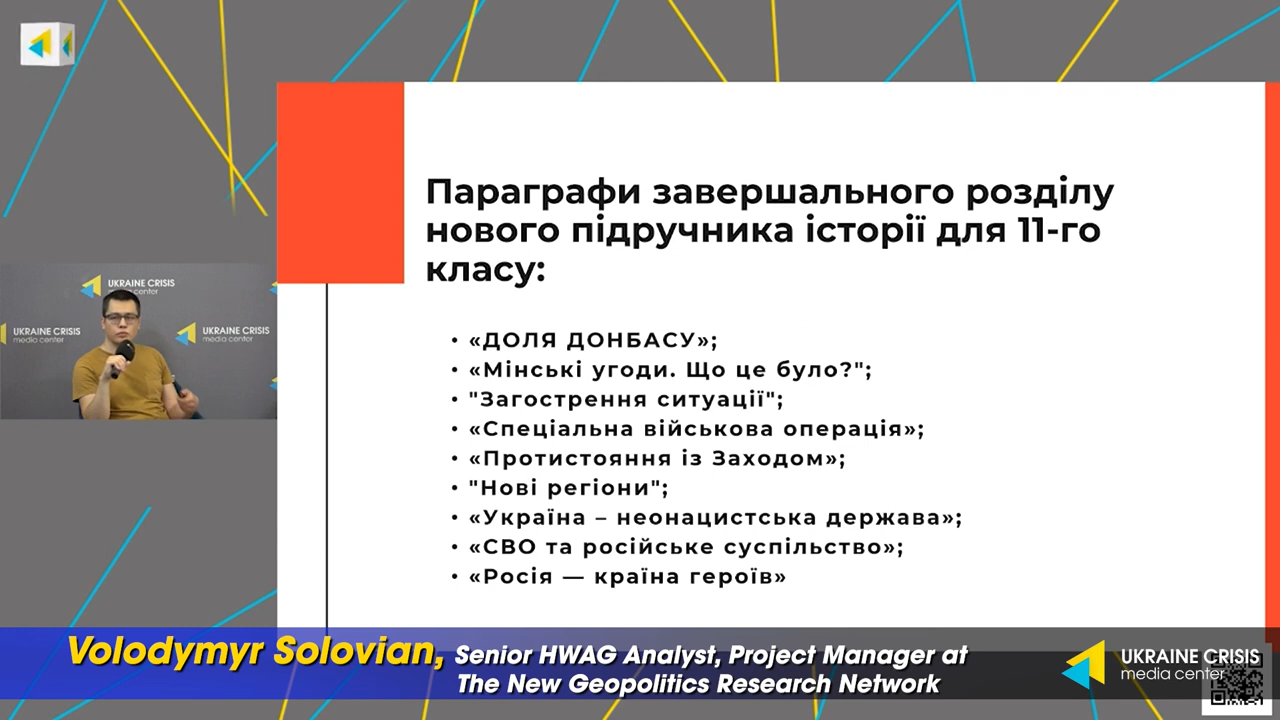 Параграфи завершального розділу
нового підручника історії для 11-го
класу:
• «ДОЛЯ ДОНБАСУ»;
• «Мінські угоди. Що це було?";
• "Загострення ситуації";
• «Спеціальна військова операція»;
• «Протистояння із Заходом»;
• "Нові регіони";
• «Україна – неонацистська держава»;
• «СВО та російське суспільство»;
• «Росія — країна героїв»
UKRAINE CRISIS
media center
UKRAINE CRISIS
media center
UKRAINE CRISIS
media center
Volodymyr Solovian, Senior HWAG Analyst, Project Manager at
The New Geopolitics Research Network
UKRAINE CRISIS
media center